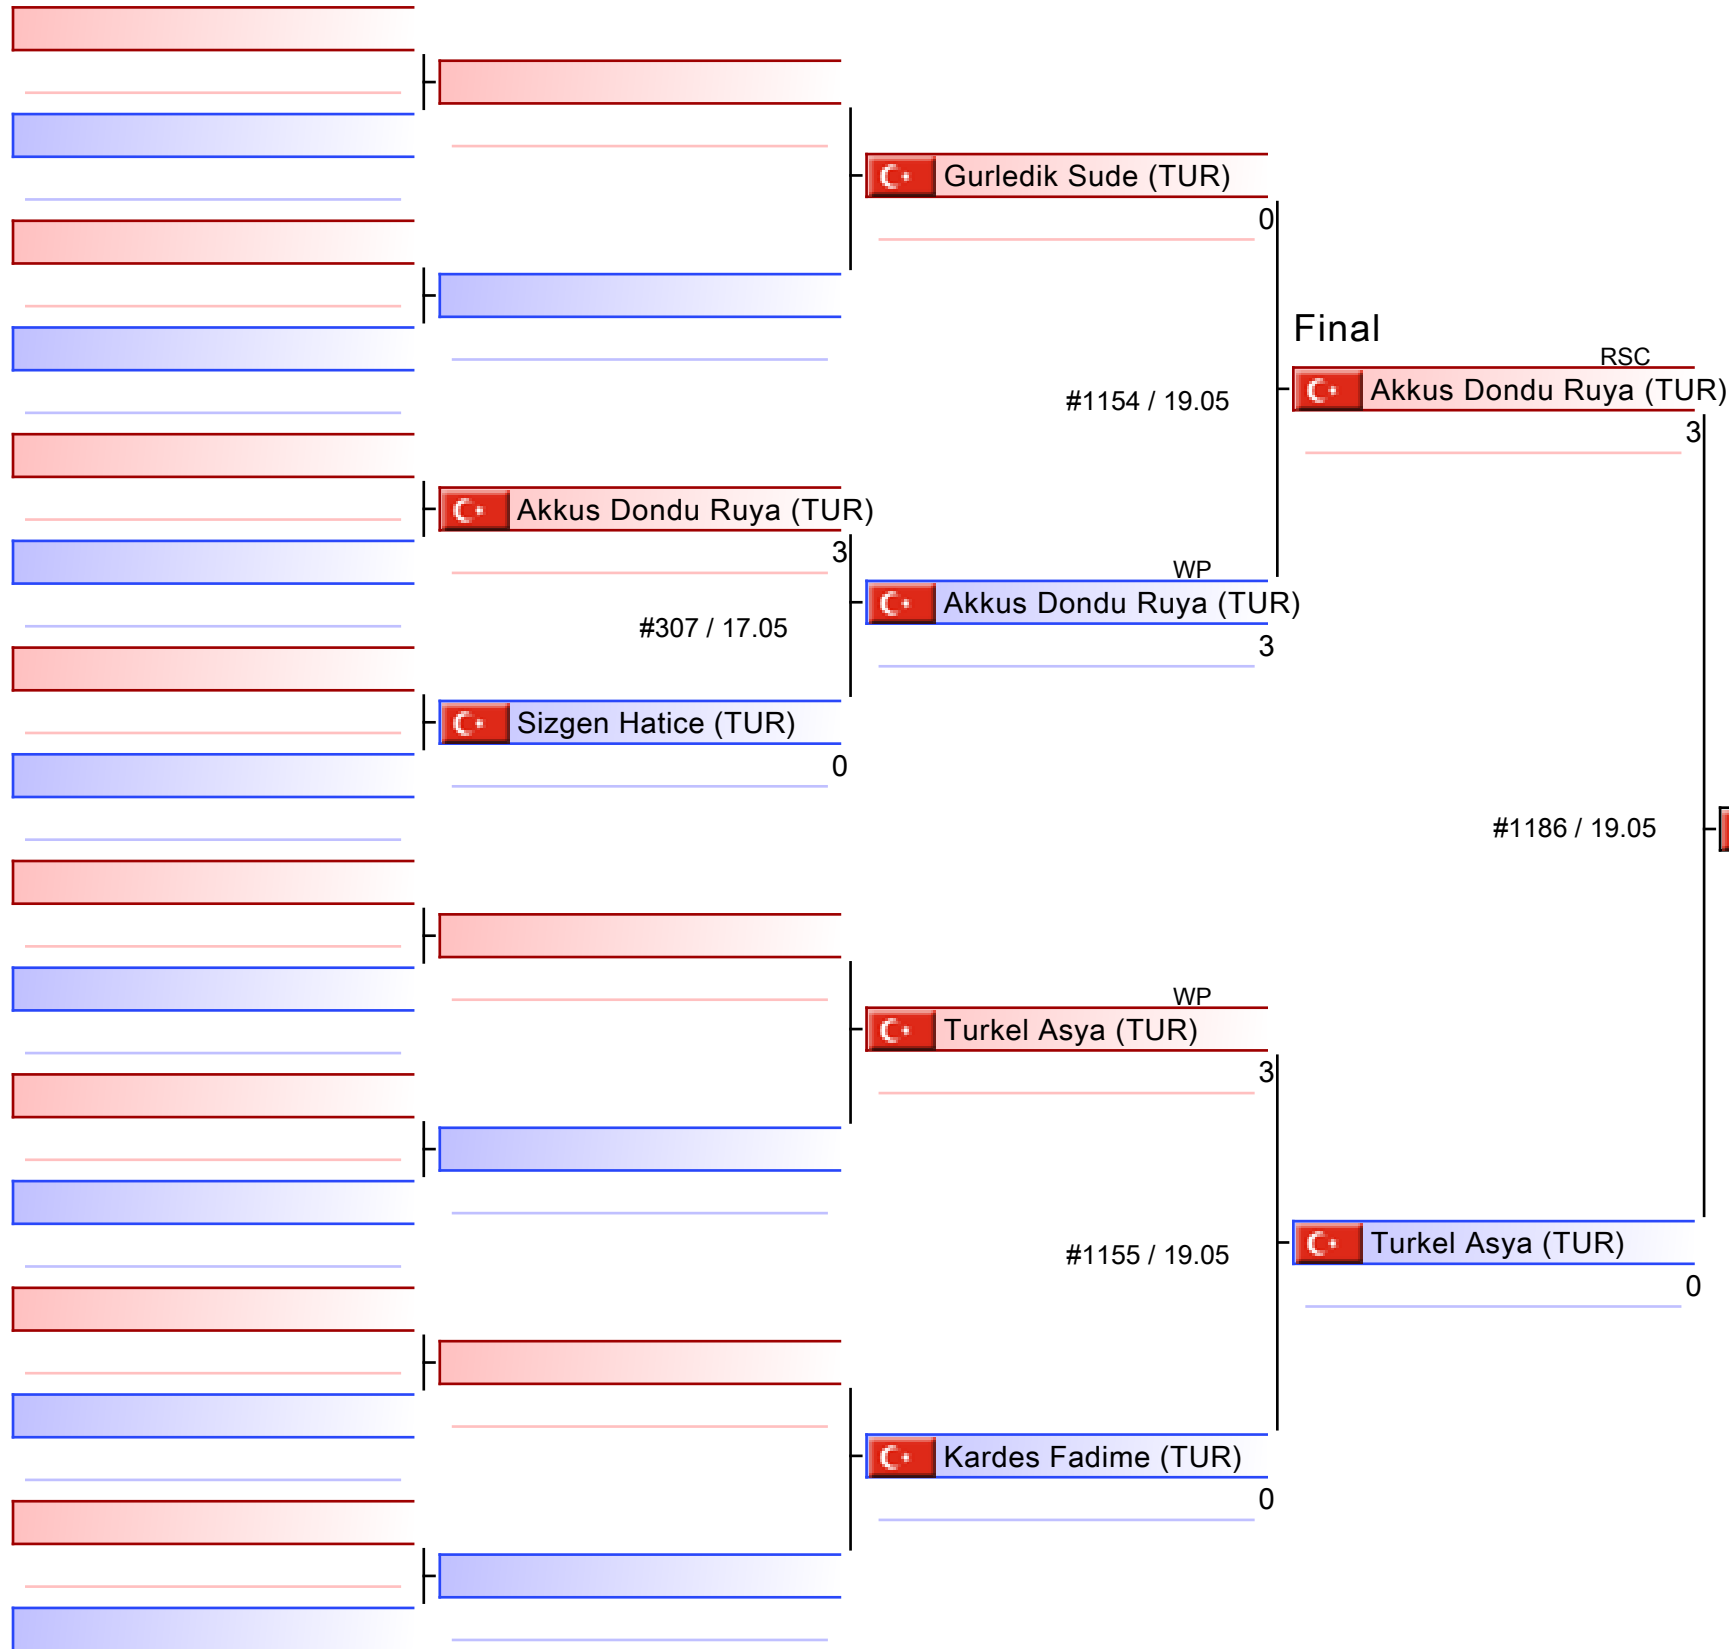 Gurledik Sude (TUR)
0
Final
RSC
#1154 / 19.05
Akkus Dondu Ruya (TUR)
3
Akkus Dondu Ruya (TUR)
3
WP
#307 / 17.05
Akkus Dondu Ruya (TUR)
3
Sizgen Hatice (TUR)
0
#1186 / 19.05
WP
Turkel Asya (TUR)
3
#1155 / 19.05
Turkel Asya (TUR)
0
Kardes Fadime (TUR)
0